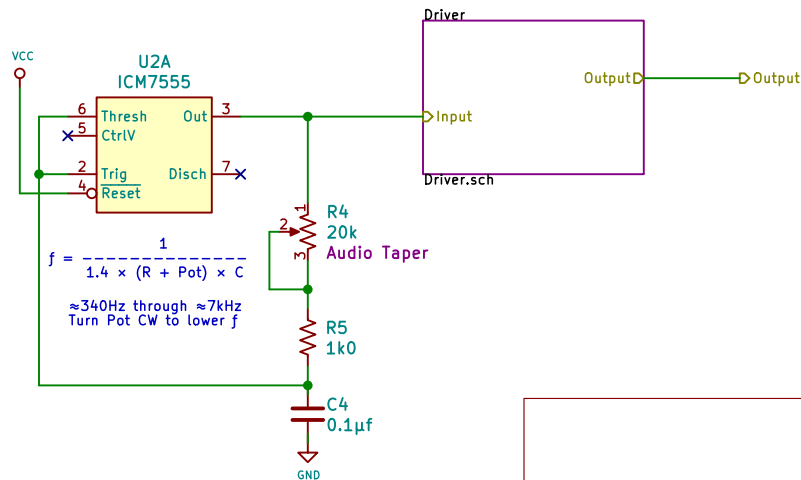 Driver
VCC
U2A
ICM7555
Output
Output
6
Thresh
Out
3
Input
5
CtrlV
2
Trig
Disch
7
4
Reset
Driver.sch
1
R4
2
20k
3
Audio Taper
ƒ = 1
1.4 × (R + Pot) × C
≈340Hz through ≈7kHz
Turn Pot CW to lower ƒ
R5
1k0
C4
0.1µf
GND